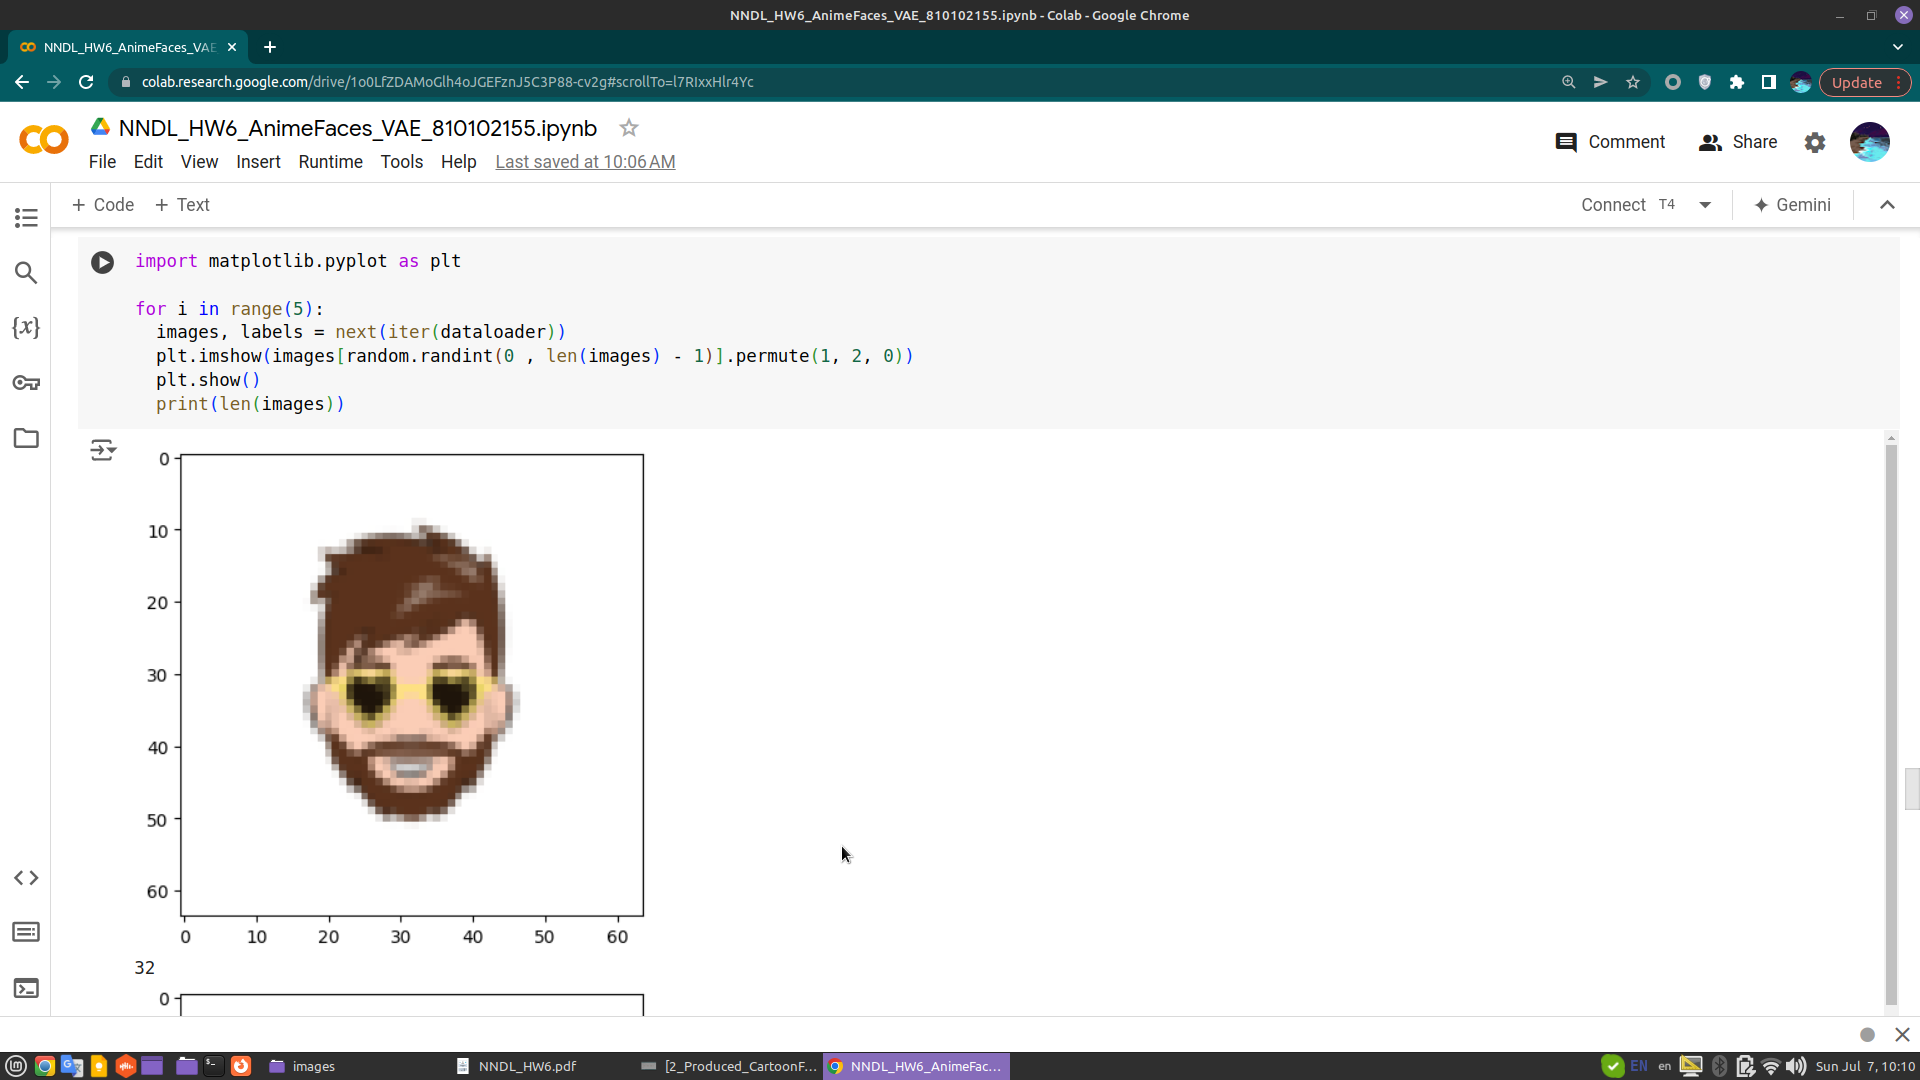 NNDL_HW6_AnimeFaces_VAE_810102155.ipynb - Colab - Google Chrome
NNDL_HW6_AnimeFaces_VAE
colab.research.google.com/drive/1o0LfZDAMoGlh4oJGEFznJ5C3P88-cv2g#scrollTo=l7RIxxHlr4Yc
Update
NNDL_HW6_AnimeFaces_VAE_810102155.ipynb
Comment
Share
File Edit View Insert Runtime Tools Help Last saved at 10:06 AM
+ Code + Text
Connect T4
Gemini
import matplotlib.pyplot as plt
for i in range(5):
images, labels = next(iter(dataloader))
plt.imshow(images[random.randint(0 , len(images) - 1)].permute(1, 2, 0))
plt.show()
print(len(images))
{x}
0
10
20
30
40
50
60
0 10 20 30 40 50 60
32
0
images
NNDL_HW6.pdf
[2_Produced_CartoonF...
NNDL_HW6_AnimeFac...
EN
en
Sun Jul 7, 10:10